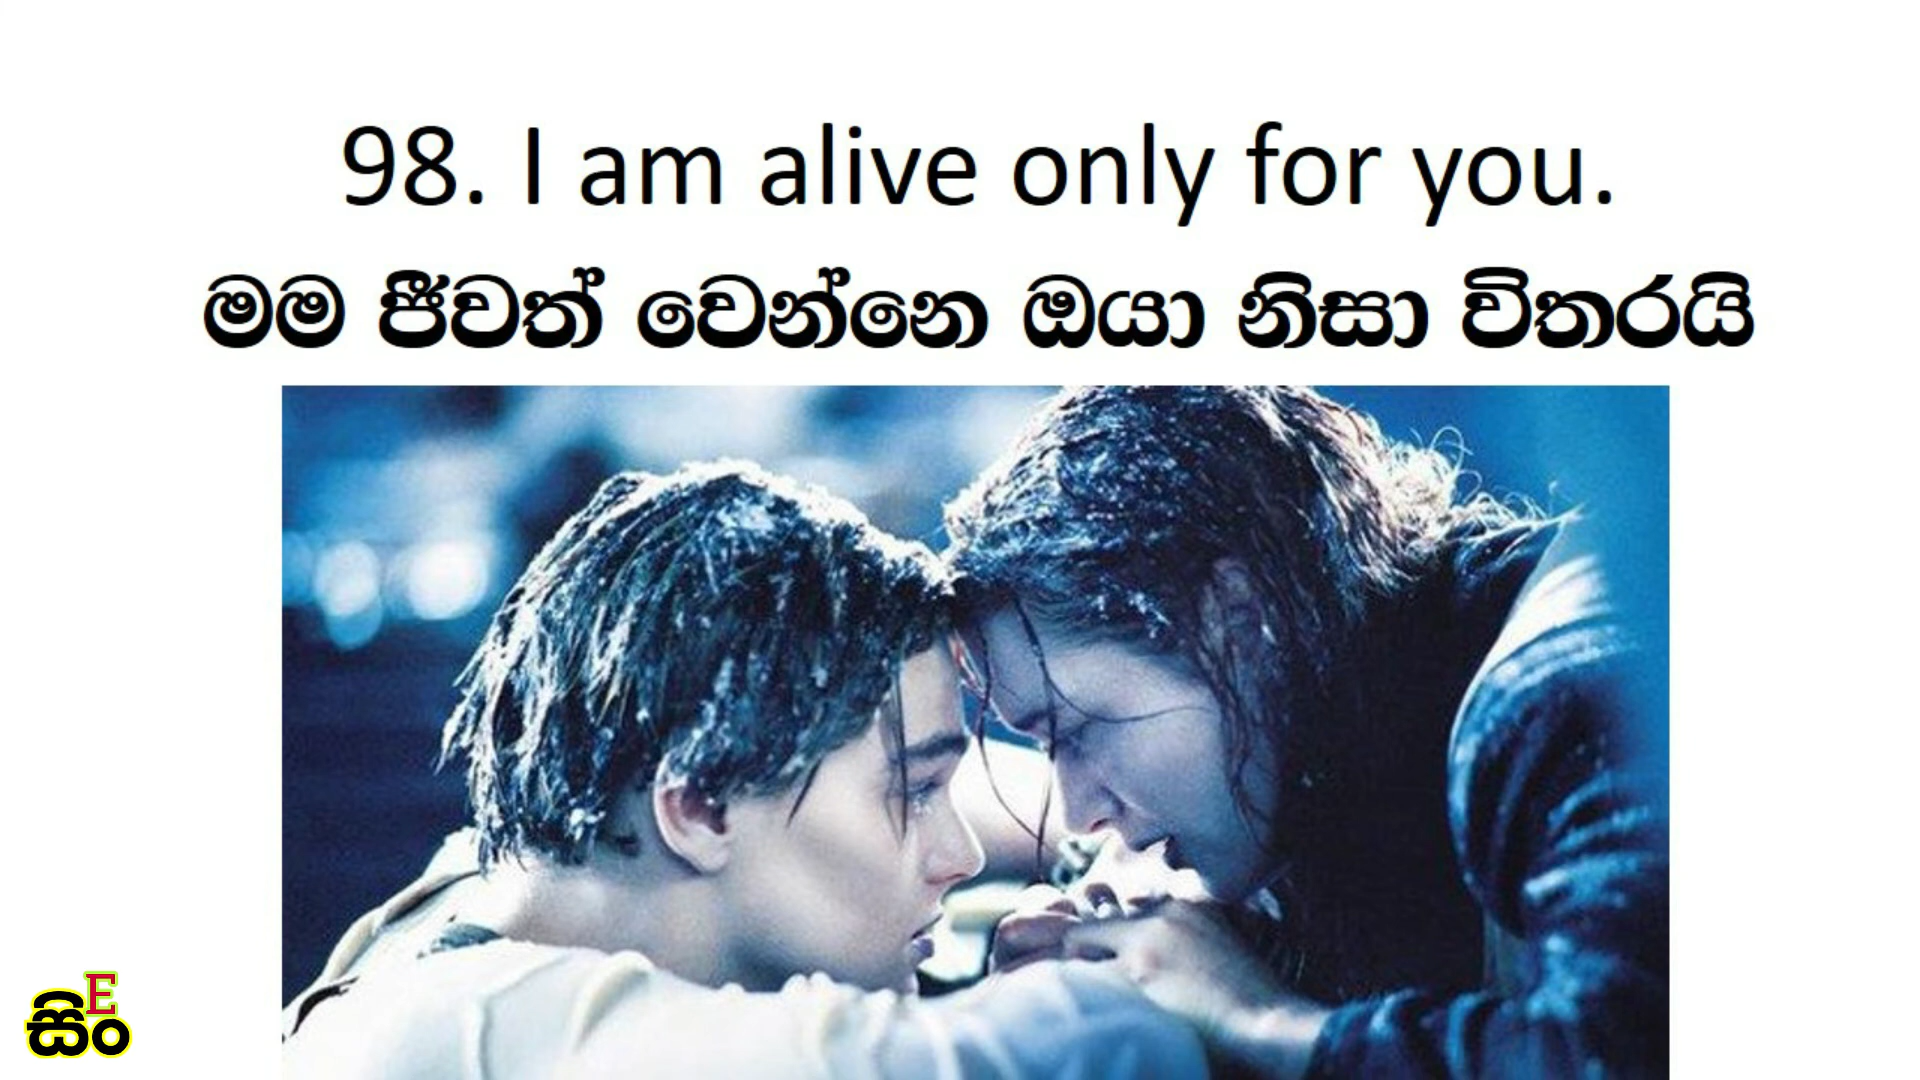 98. I am alive only for you.
මම ජීවත් වෙන්නෙ ඔයා නිසා විතරයි
E
සිං